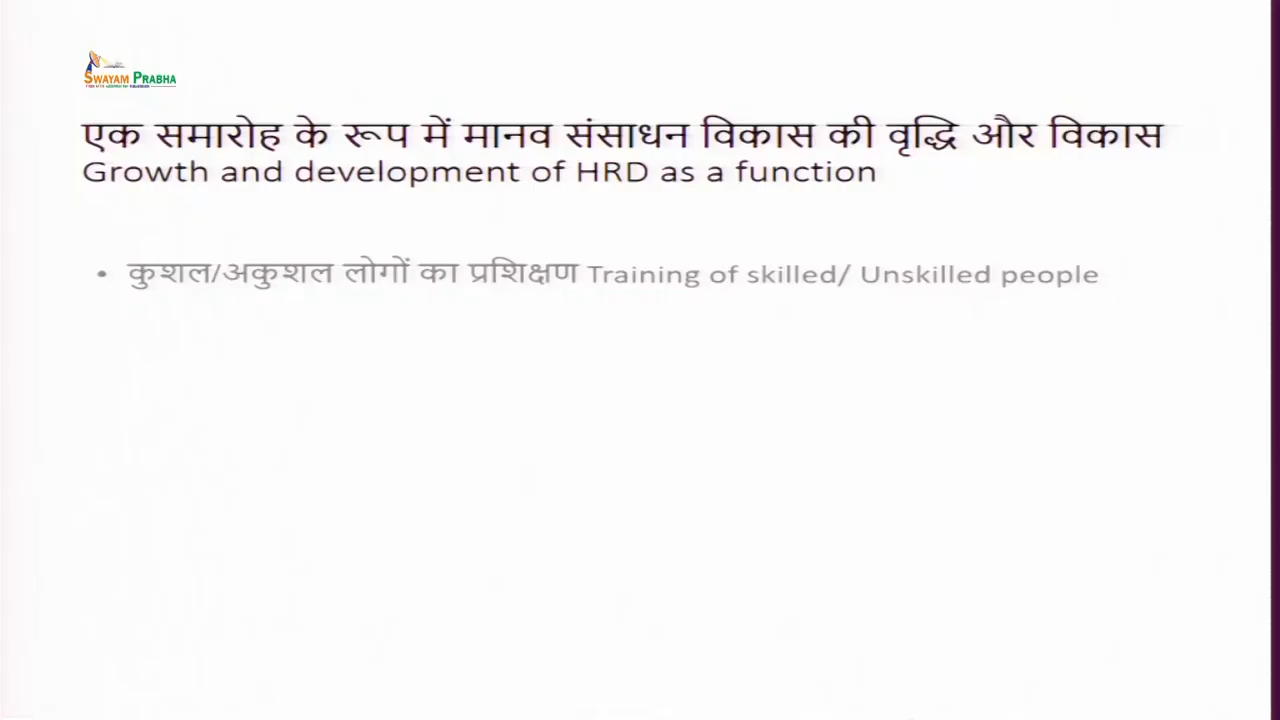 SWAYAM PRABHA
एक समारोह के रूप में मानव संसाधन विकास की वृद्धि और विकास
Growth and development of HRD as a function
• कुशल/अकुशल लोगों का प्रशिक्षण Training of skilled/ Unskilled people